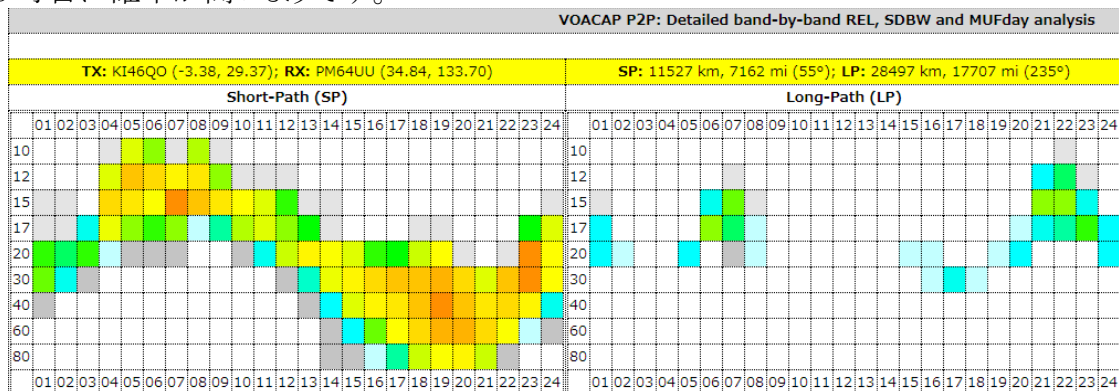 確率が ようです。
VOACAP P2P: Detailed band-by-band REL, SDBW and MUFday analysis
TX: KI46QO (-3.38, 29.37); RX: PM64UU (34.84, 133.70)
SP: 11527 km, 7162 mi (55°); LP: 28497 km, 17707 mi (235°)
Short-Path (SP)
Long-Path (LP)
01 02 03 04 05 06 07 08 09 10 11 12 13 14 15 16 17 18 19 20 21 22 23 24
10
12
15
17
20
30
40
60
80
01 02 03 04 05 06 07 08 09 10 11 12 13 14 15 16 17 18 19 20 21 22 23 24
01 02 03 04 05 06 07 08 09 10 11 12 13 14 15 16 17 18 19 20 21 22 23 24
10
12
15
17
20
30
40
60
80
01 02 03 04 05 06 07 08 09 10 11 12 13 14 15 16 17 18 19 20 21 22 23 24